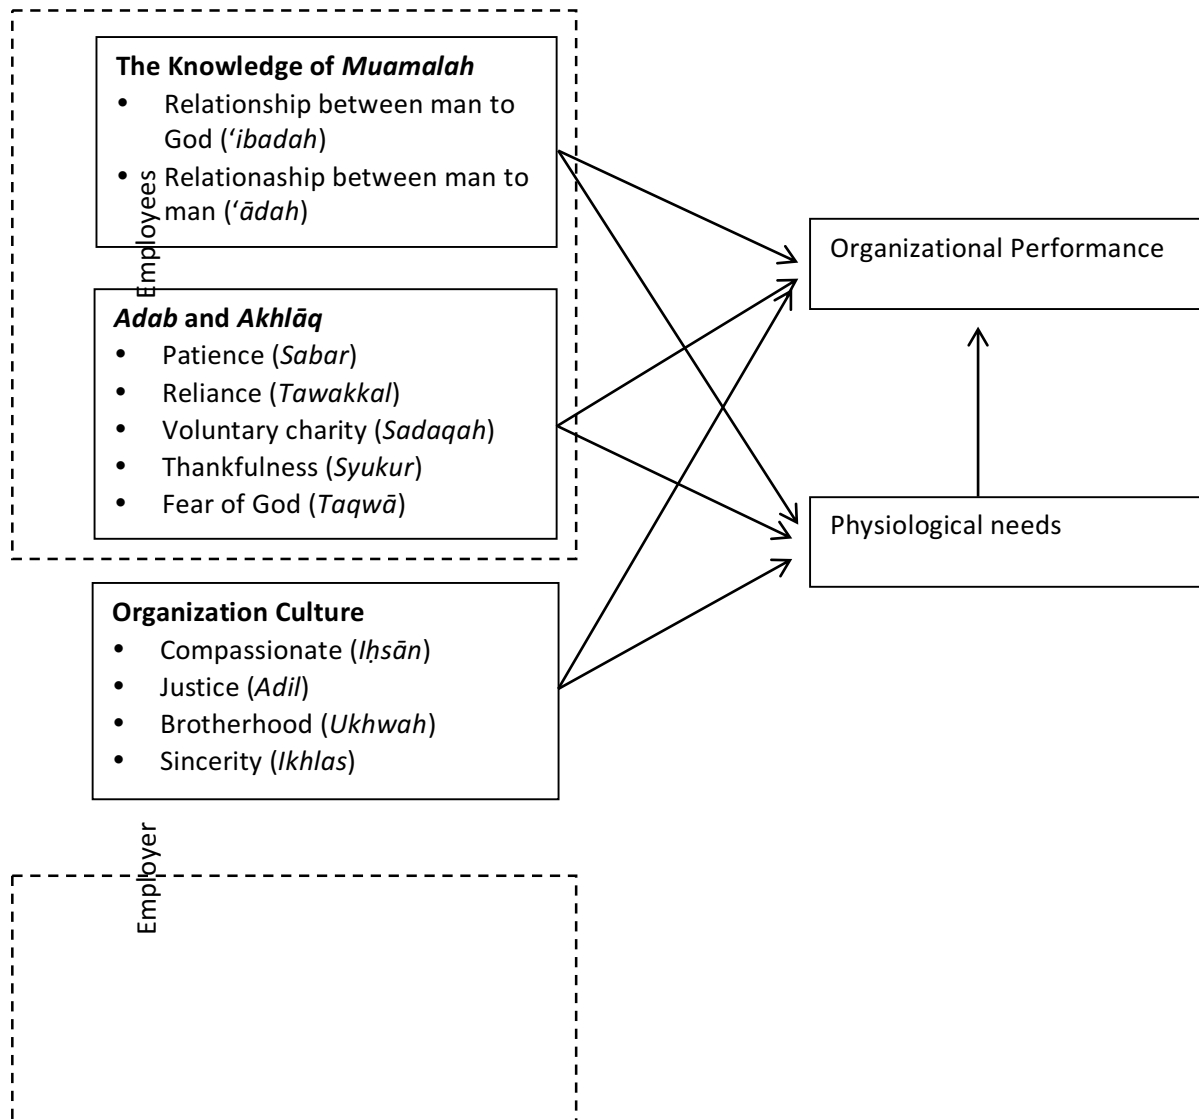 The Knowledge of Muamalah
• Relationship between man to
God (‘ibadah)
• Relationaship between man to
man (‘ādah)
Employees
Adab and Akhlāq
• Patience (Sabar)
• Reliance (Tawakkal)
• Voluntary charity (Sadaqah)
• Thankfulness (Syukur)
• Fear of God (Taqwā)
Organization Culture
• Compassionate (Iḥsān)
• Justice (Adil)
• Brotherhood (Ukhwah)
• Sincerity (Ikhlas)
Employer
Organizational Performance
Physiological needs